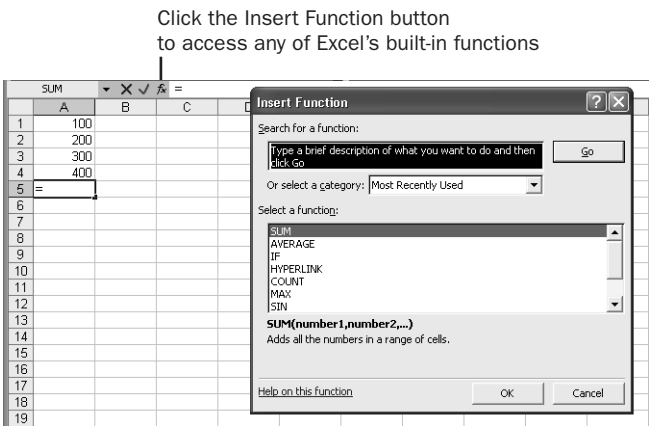 Click the Insert Function button
to access any of Excel's built-in functions
SUM fx =
A B C D
1 100
2 200
3 300
4 400
5 =
6
7
8
9
10
11
12
13
14
15
16
17
18
19
Insert Function
Search for a function:
Type a brief description of what you want to do and then
click Go
Go
Or select a category: Most Recently Used
Select a function:
SUM
AVERAGE
IF
HYPERLINK
COUNT
MAX
SIN
SUM(number1,number2,...)
Adds all the numbers in a range of cells.
Help on this function
OK Cancel